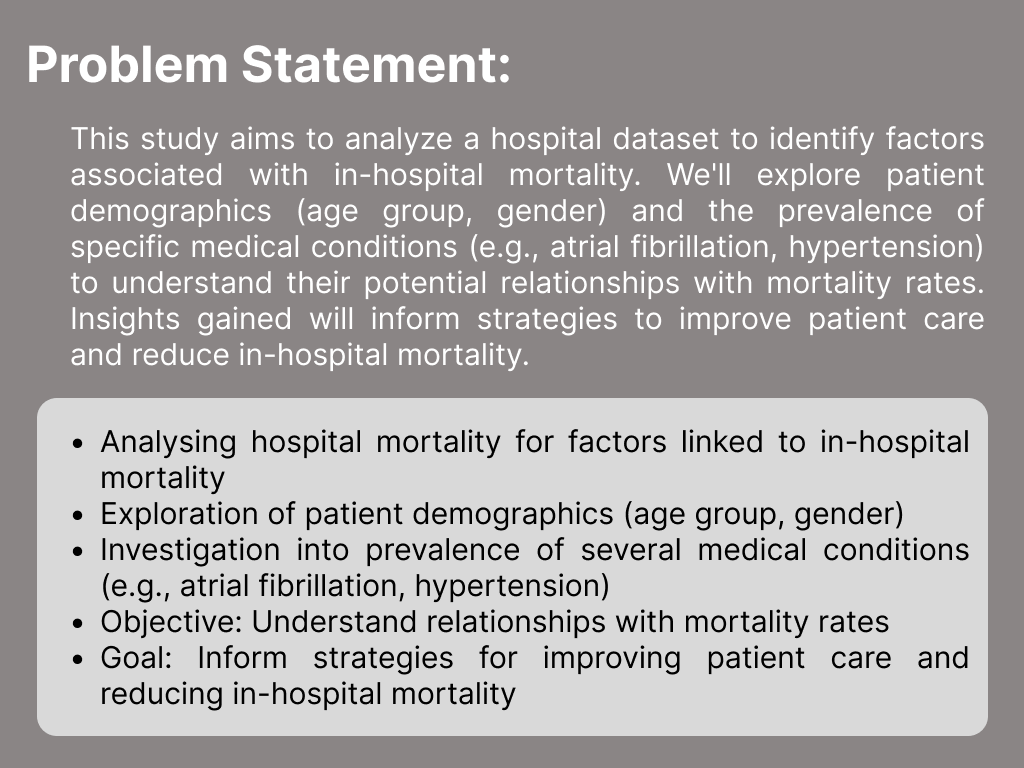 Problem Statement:
This study aims to analyze a hospital dataset to identify factors
associated with in-hospital mortality. We'll explore patient
demographics (age group, gender) and the prevalence of
specific medical conditions (e.g., atrial fibrillation, hypertension)
to understand their potential relationships with mortality rates.
Insights gained will inform strategies to improve patient care
and reduce in-hospital mortality.
• Analysing hospital mortality for factors linked to in-hospital
mortality
• Exploration of patient demographics (age group, gender)
• Investigation into prevalence of several medical conditions
(e.g., atrial fibrillation, hypertension)
• Objective: Understand relationships with mortality rates
• Goal: Inform strategies for improving patient care and
reducing in-hospital mortality